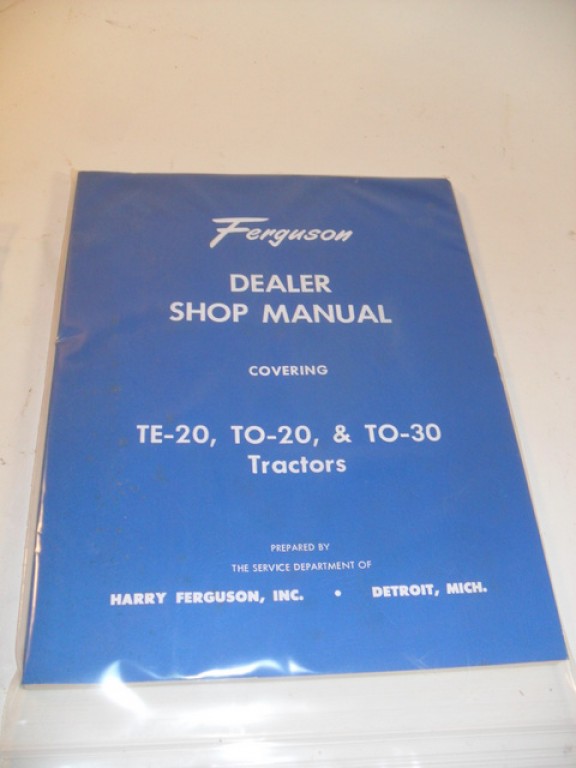 Ferguson
DEALER
SHOP MANUAL
COVERING
TE-20, TO-20, & TO-30
Tractors
PREPARED BY
THE SERVICE DEPARTMENT OF
HARRY FERGUSON, INC. • DETROIT, MICH.